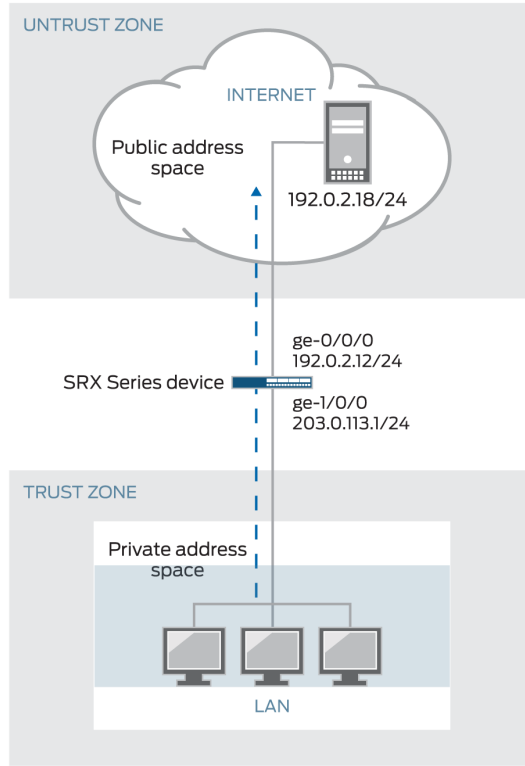 UNTRUST ZONE
INTERNET
Public address
space
192.0.2.18/24
ge-0/0/0
192.0.2.12/24
SRX Series device
ge-1/0/0
203.0.113.1/24
TRUST ZONE
Private address
space
LAN